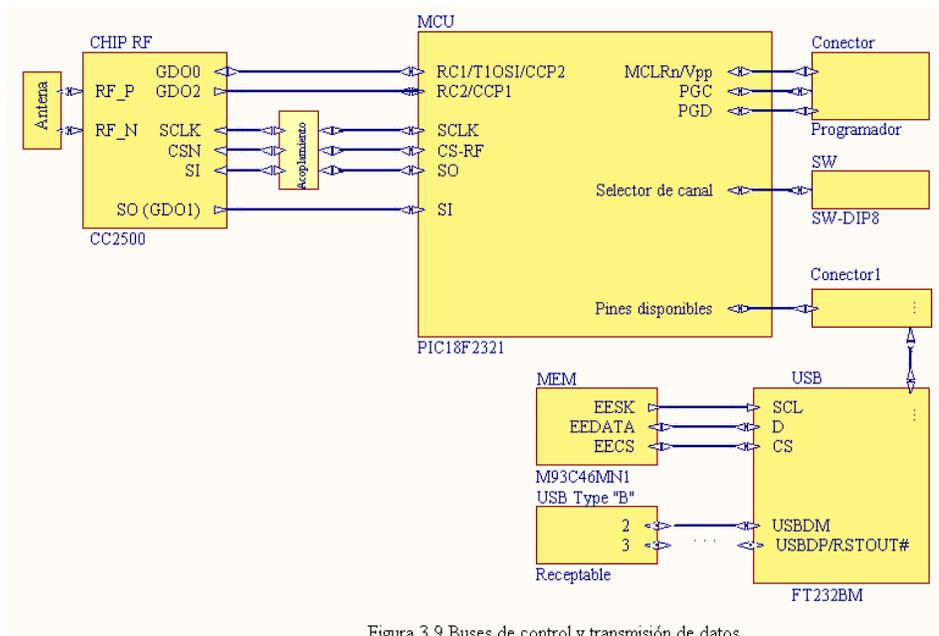 MCU
CHIP RF
Conector
Antena
GDO0
RC1/T1OSI/CCP2
MCLRn/Vpp
RF_P
GDO2
RC2/CCP1
PGC
PGD
Programador
RF_N
SCLK
Acoplamiento
SCLK
CSN
CS-RF
SI
SO
SW
Selector de canal
SO (GDO1)
SI
SW-DIP8
CC2500
Conector1
Pines disponibles
PIC18F2321
MEM
USB
EESK
SCL
EEDATA
D
EECS
CS
M93C46MN1
USB Type "B"
2
USBDM
3
. . .
USBDP/RSTOUT#
Receptable
FT232BM
Figura 3.9 Buses de control y transmisión de datos